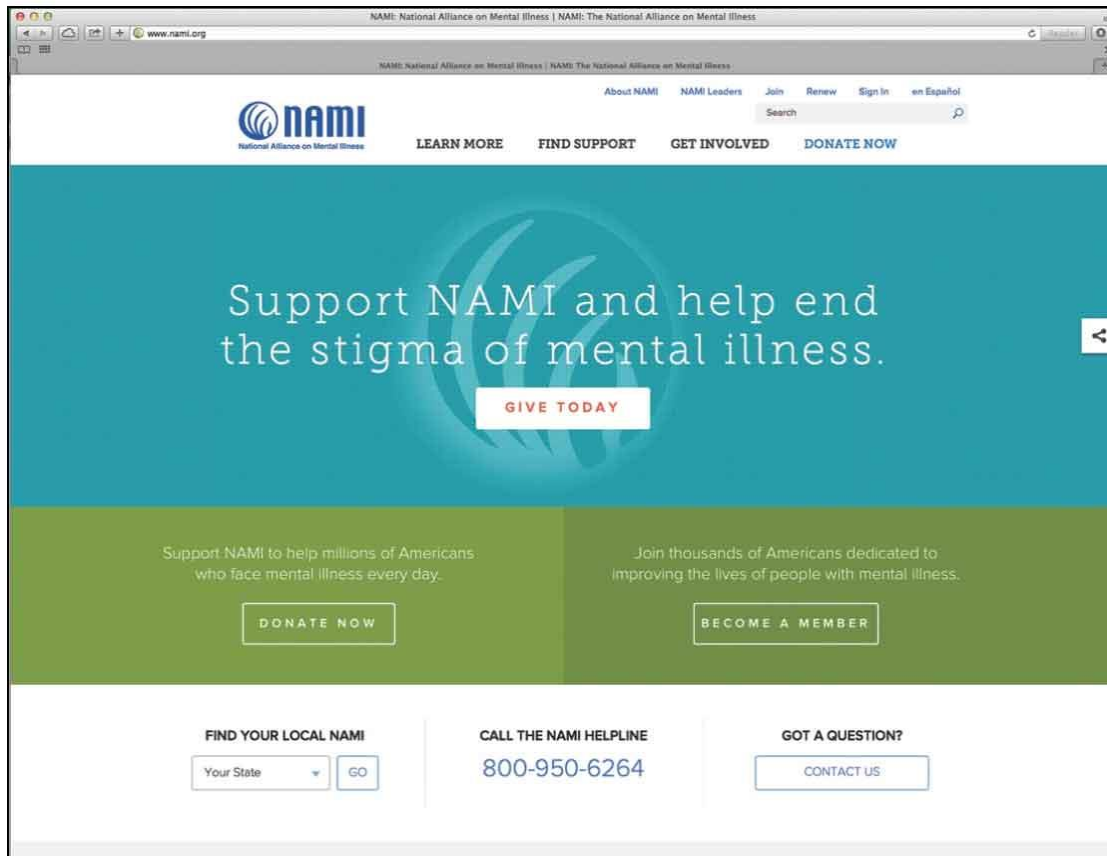 NAMI: National Alliance on Mental Illness | NAMI: The National Alliance on Mental Illness
www.nami.org
Reader
NAMI: National Alliance on Mental Illness | NAMI: The National Alliance on Mental Illness
About NAMI NAMI Leaders Join Renew Sign In en Español
Search
NAMI
National Alliance on Mental Illness
LEARN MORE FIND SUPPORT GET INVOLVED DONATE NOW
Support NAMI and help end
the stigma of mental illness.
GIVE TODAY
Support NAMI to help millions of Americans
who face mental illness every day.
DONATE NOW
Join thousands of Americans dedicated to
improving the lives of people with mental illness.
BECOME A MEMBER
FIND YOUR LOCAL NAMI
Your State GO
CALL THE NAMI HELPLINE
800-950-6264
GOT A QUESTION?
CONTACT US